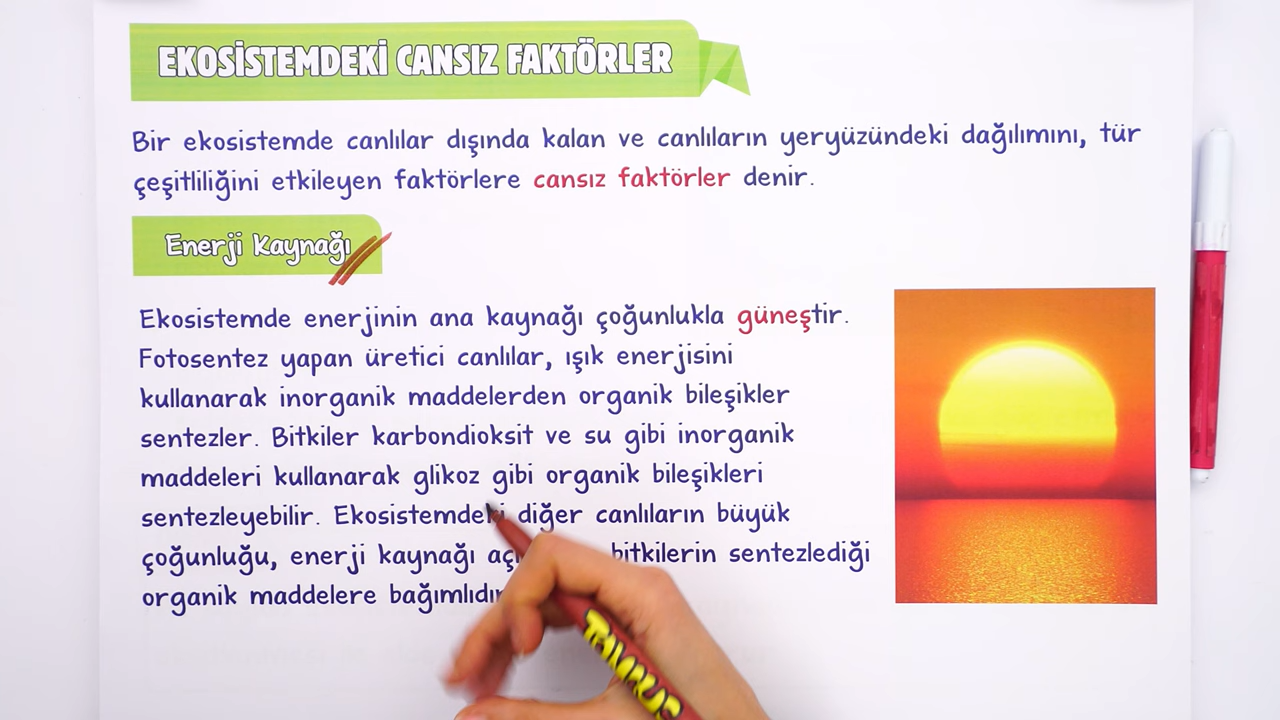 EKOSİSTEMDEKİ CANSIZ FAKTÖRLER
Bir ekosistemde canlılar dışında kalan ve canlıların yeryüzündeki dağılımını, tür
çeşitliliğini etkileyen faktörlere cansız faktörler denir.
Enerji Kaynağı
Ekosistemde enerjinin ana kaynağı çoğunlukla güneştir.
Fotosentez yapan üretici canlılar, ışık enerjisini
kullanarak inorganik maddelerden organik bileşikler
sentezler. Bitkiler karbondioksit ve su gibi inorganik
maddeleri kullanarak glikoz gibi organik bileşikleri
sentezleyebilir. Ekosistemdeki diğer canlıların büyük
çoğunluğu, enerji kaynağı bitkilerin sentezlediği
organik maddelere bağımlıdır